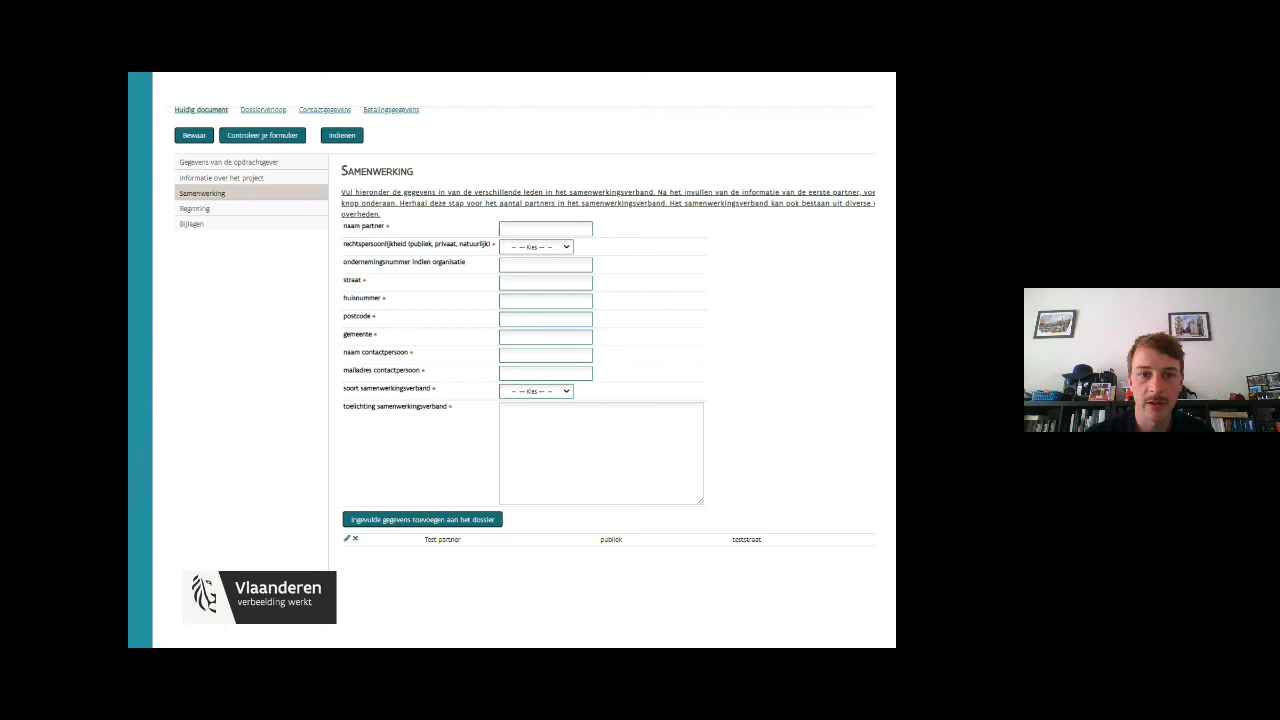 Huidig document Dossierverloop Contactgegevens Betalingsgegevens
Bewaar Controleer je formulier Indienen
Gegevens van de opdrachtgever
Informatie over het project
Samenwerking
Begroting
Bijlagen
SAMENWERKING
Vul hieronder de gegevens in van de verschillende leden in het samenwerkingsverband. Na het invullen van de informatie van de eerste partner, voe
knop onderaan. Herhaal deze stap voor het aantal partners in het samenwerkingsverband. Het samenwerkingsverband kan ook bestaan uit diverse
overheden.
naam partner *
rechtspersoonlijkheid (publiek, privaat, natuurlijk) * -- --- Kies --- --
ondernemingsnummer indien organisatie
straat *
huisnummer *
postcode *
gemeente *
naam contactpersoon *
mailadres contactpersoon *
soort samenwerkingsverband * -- --- Kies --- --
toelichting samenwerkingsverband *
Ingevulde gegevens toevoegen aan het dossier
Test partner publiek teststraat
Vlaanderen
verbeelding werkt